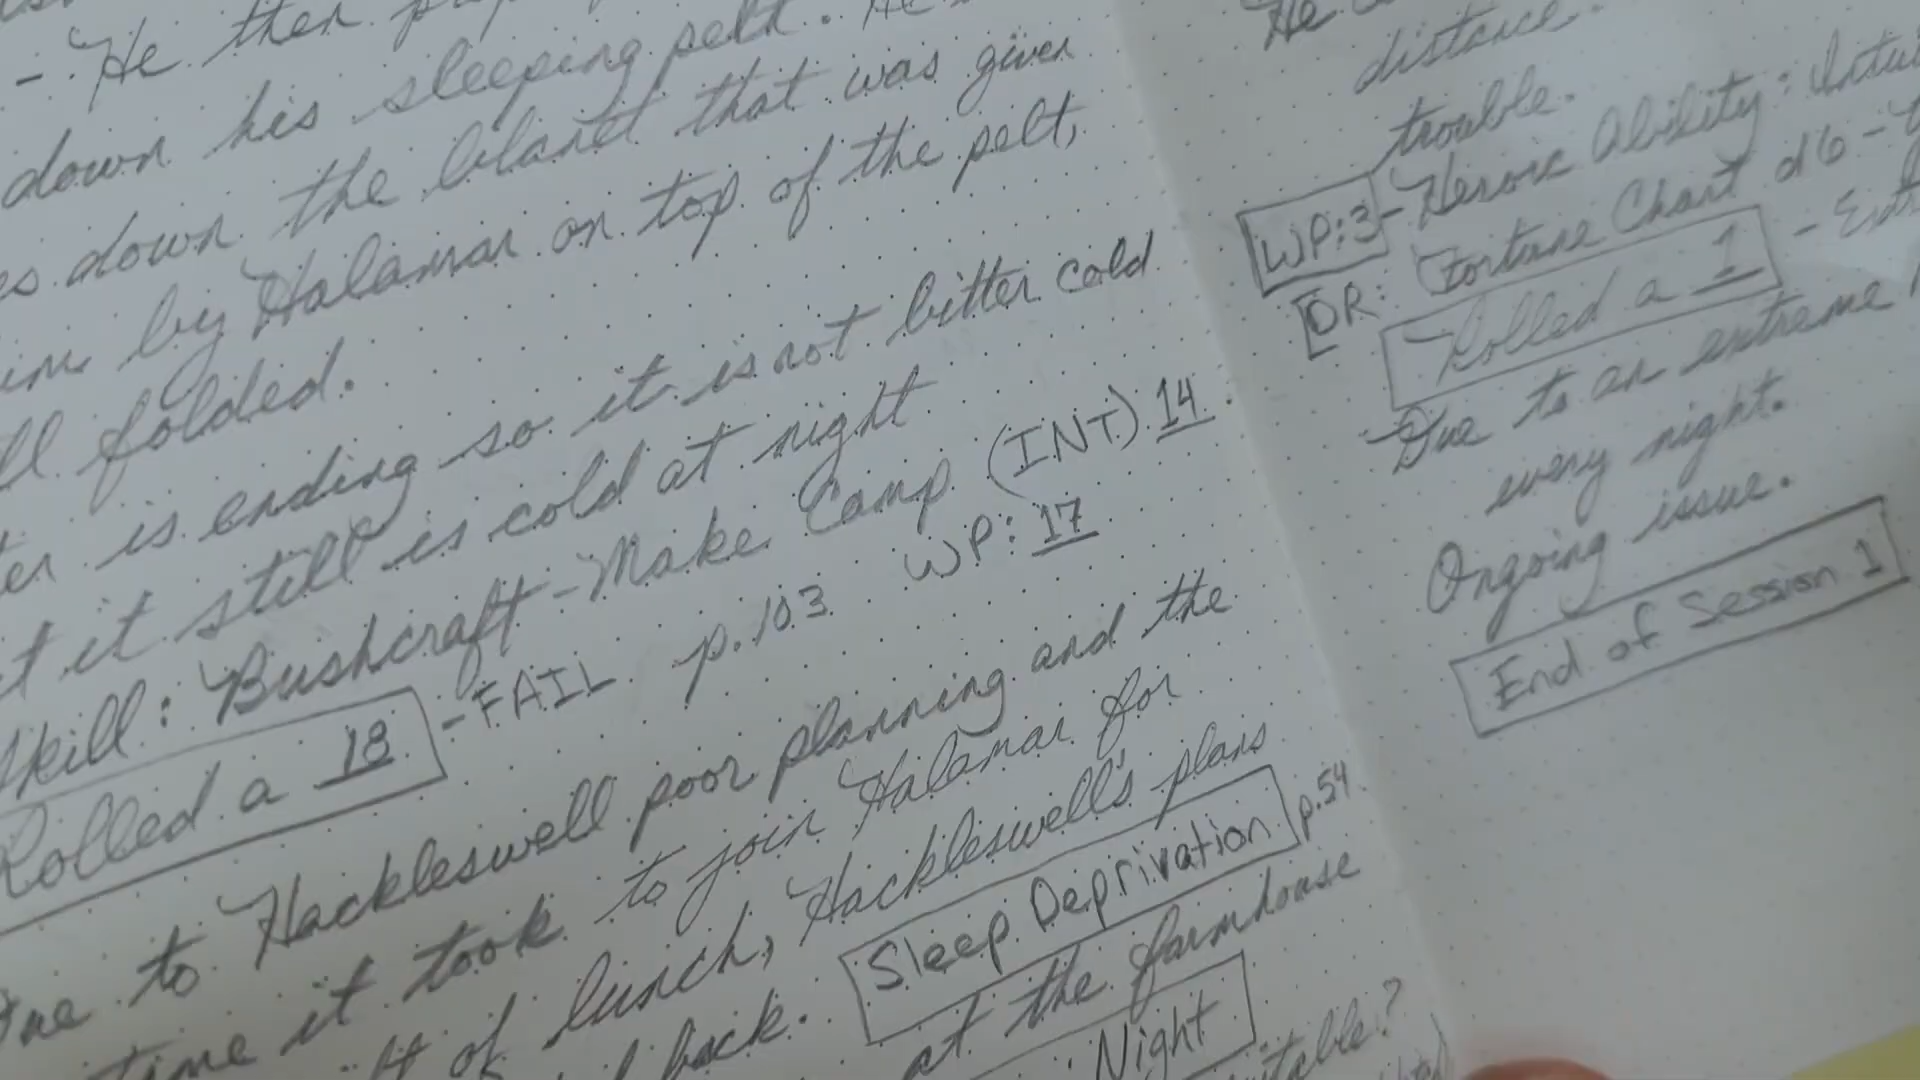 - He then
down his sleeping pelt. He
down the blanet that was given
by Halamar on top of the pelt,
folded.
is ending so it is not bitter cold
it still is cold at night
Skill: Bushcraft - Make Camp (INT) 14
Rolled a 18 - FAIL p.103 WP: 17
Due to Hackleswell poor planning and the
time it took to join Halamar for
of lunch, Hackleswell's plans
back. Sleep Deprivation p.54
at the farmhouse
Night
He
distance.
trouble.
WP:3 - Heroic Ability:
OR: Fortune Chart d6 -
Rolled a 1 -
Due to an extreme
every night.
Ongoing issue.
End of Session 1